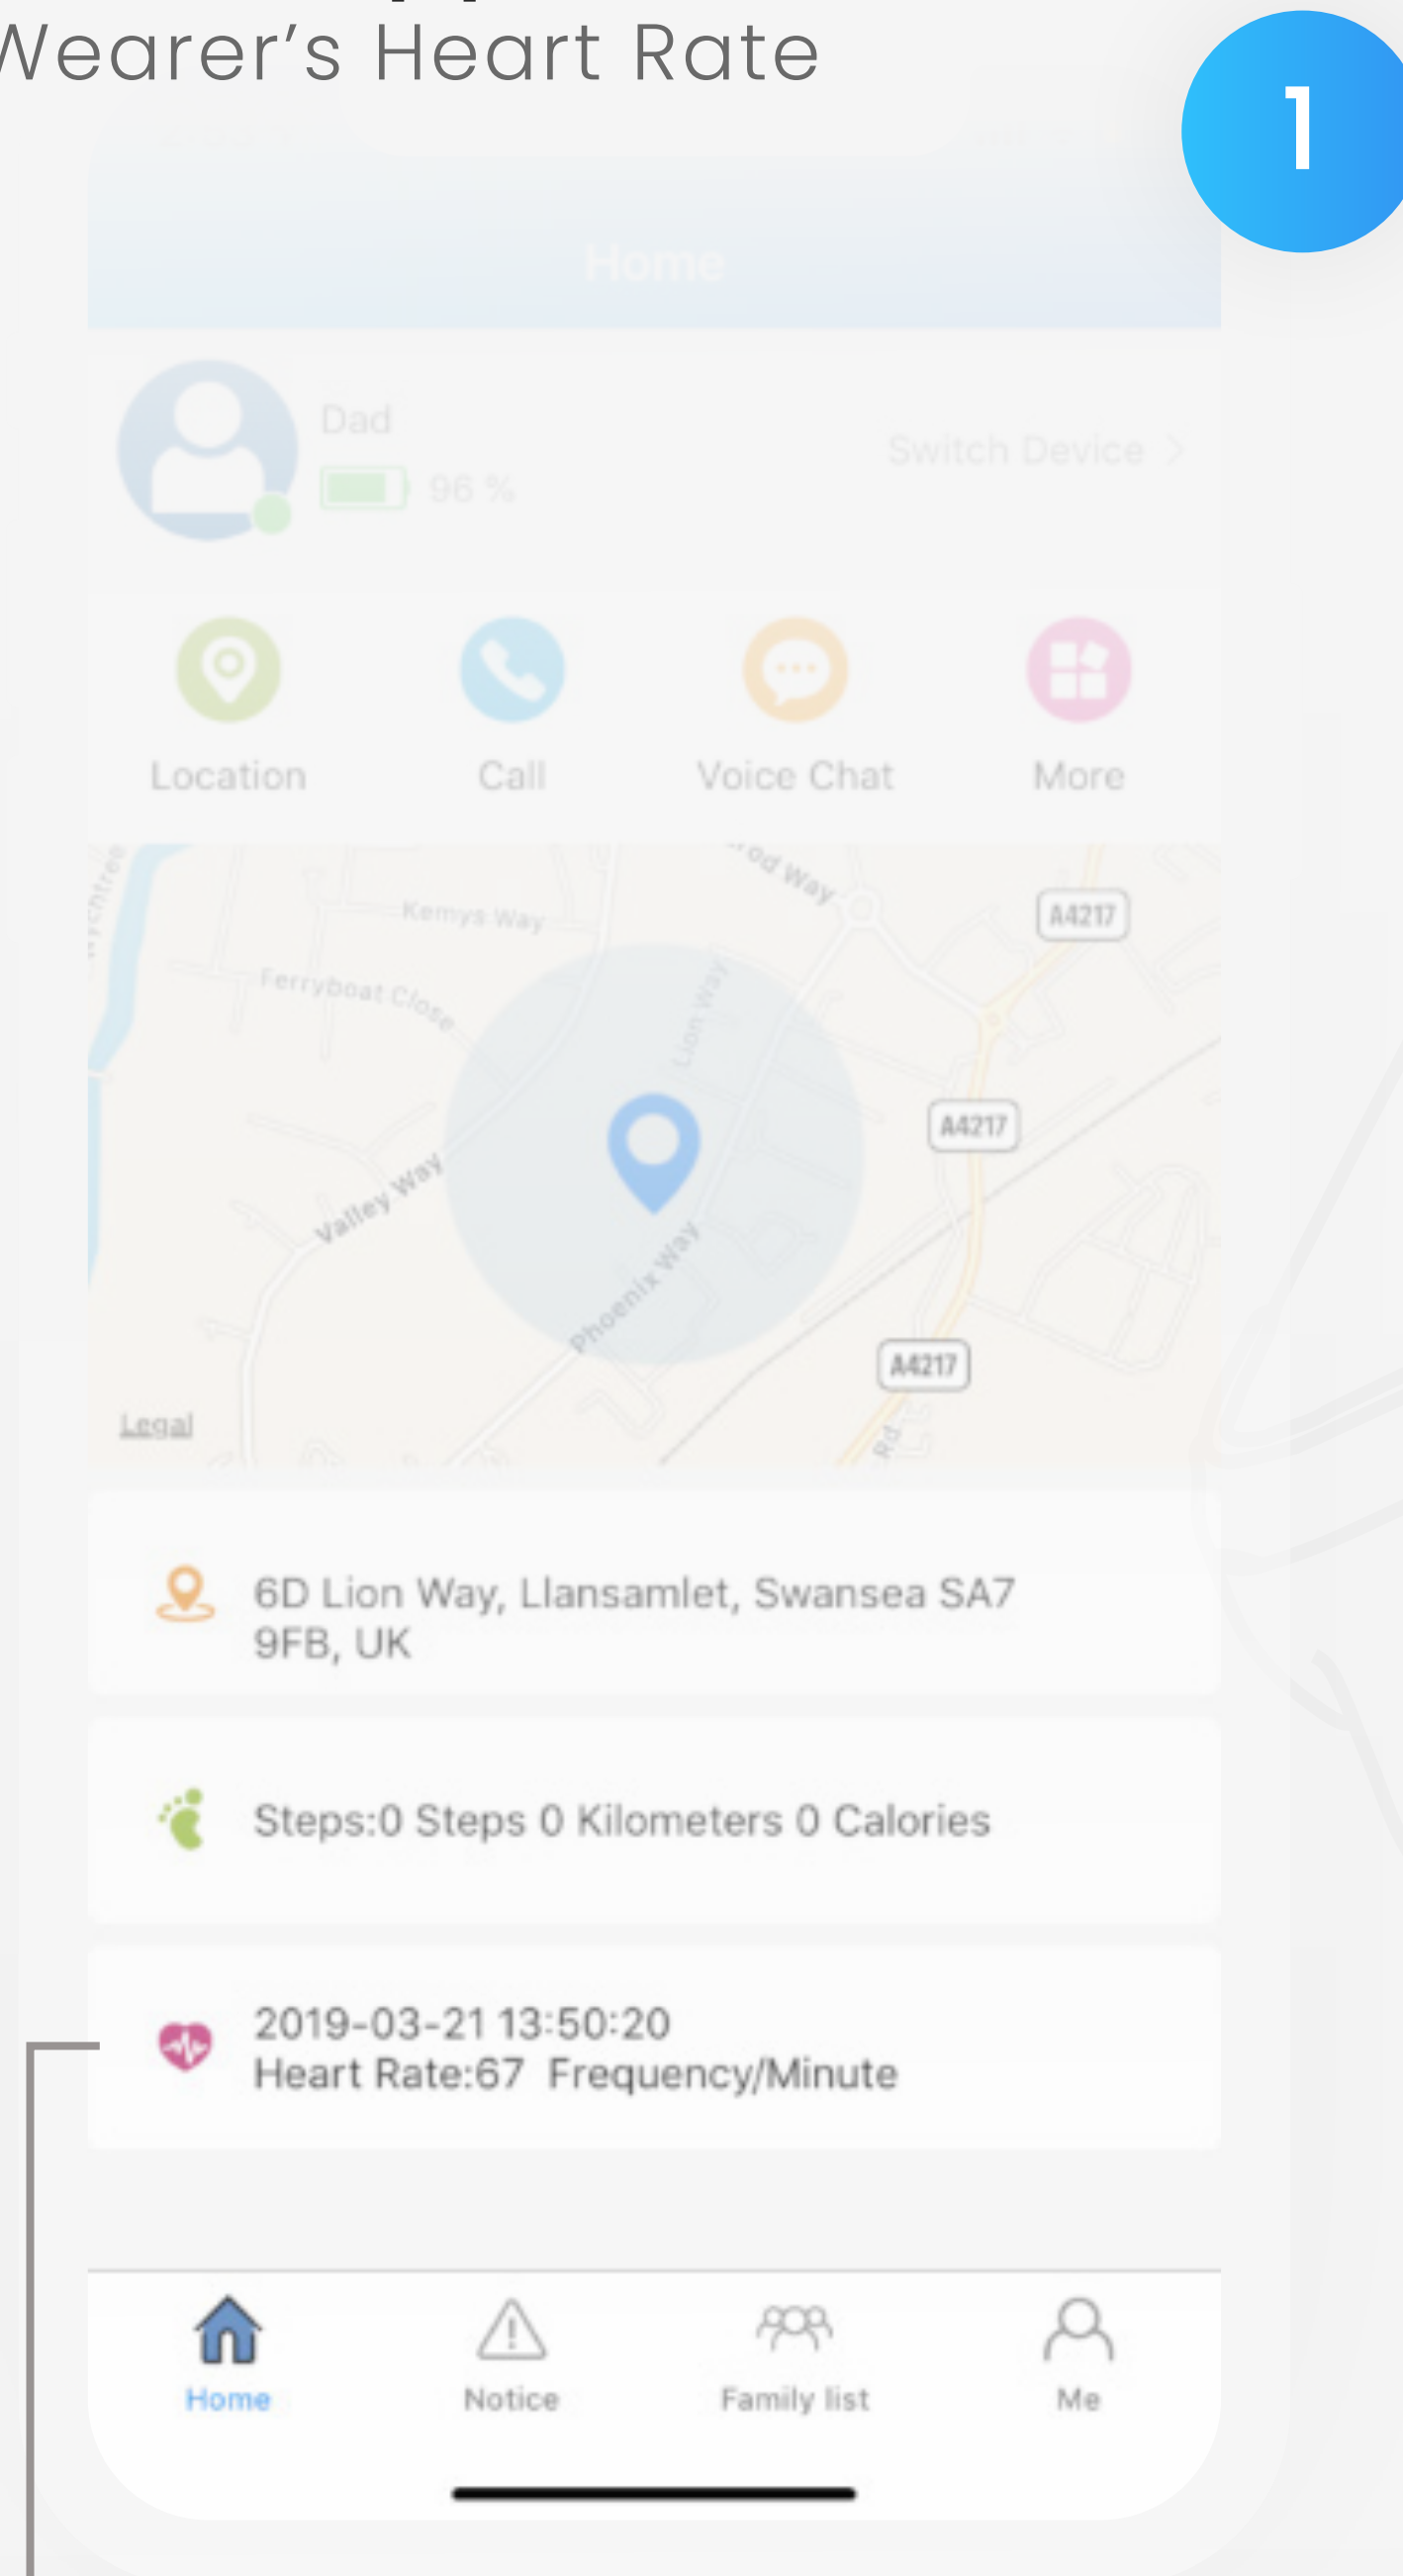 Wearer’s Heart Rate
1
Home
Dad
96 %
Switch Device
Location
Call
Voice Chat
More
Way
Kemys Way
A4217
Ferryboat Close
Lion Way
A4217
Valley Way
Phoenix Way
A4217
Legal
Rd
6D Lion Way, Llansamlet, Swansea SA7
9FB, UK
Steps:0 Steps 0 Kilometers 0 Calories
2019-03-21 13:50:20
Heart Rate:67 Frequency/Minute
Home
Notice
Family list
Me